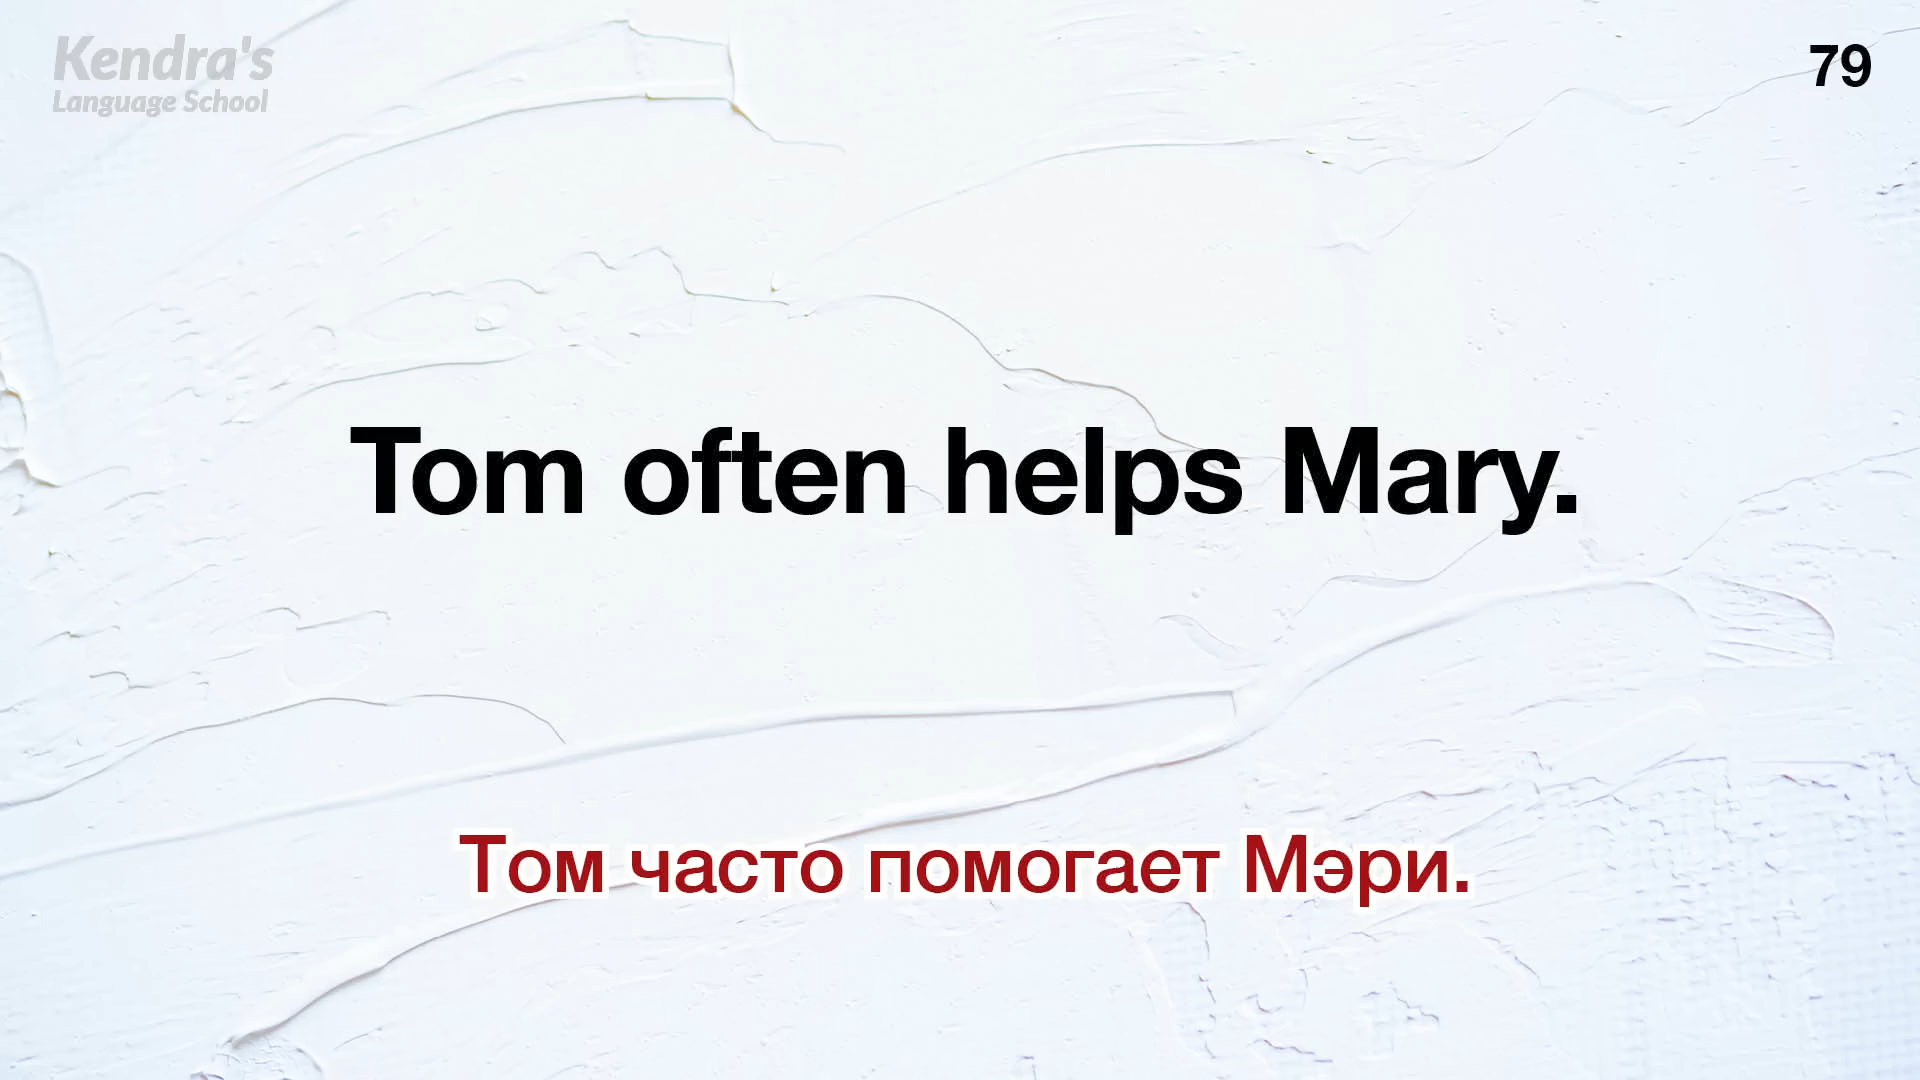 Kendra's
Language School
79
Tom often helps Mary.
Том часто помогает Мэри.